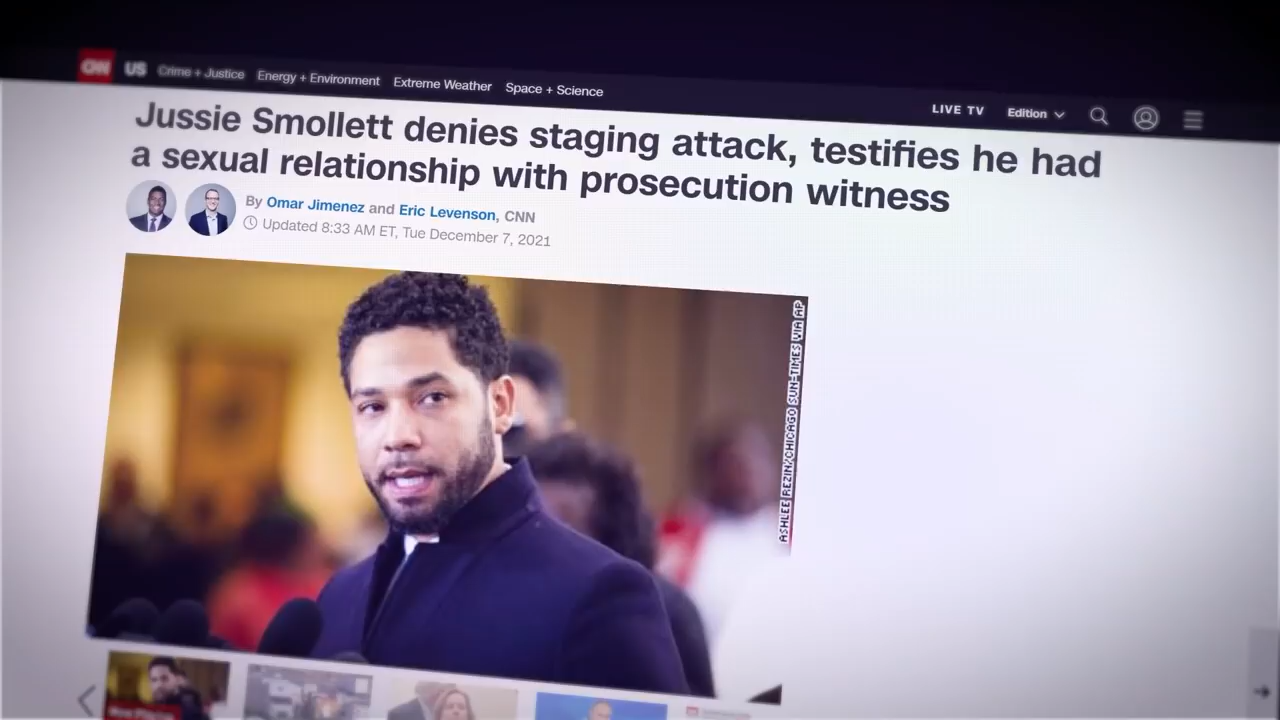 CNN US Crime + Justice Energy + Environment Extreme Weather Space + Science LIVE TV Edition
Jussie Smollett denies staging attack, testifies he had
a sexual relationship with prosecution witness
By Omar Jimenez and Eric Levenson, CNN
Updated 8:33 AM ET, Tue December 7, 2021
ASHLEE REZIN/CHICAGO SUN-TIMES VIA AP